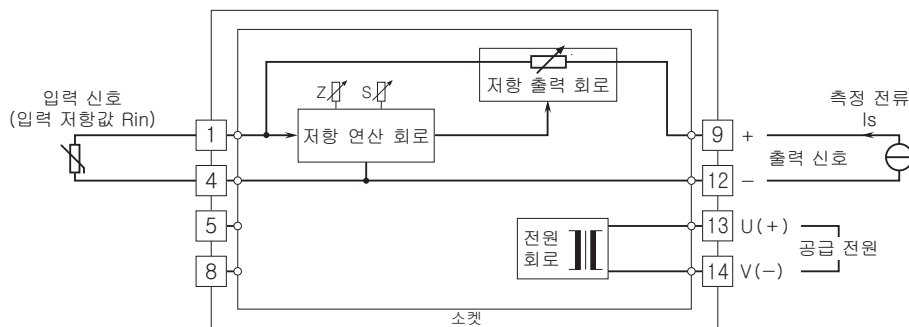 입력 신호
(입력 저항값 Rin)
1
4
5
8
Z
S
저항 연산 회로
저항 출력 회로
전원
회로
소켓
9
+
12
−
13
U(+)
14
V(−)
측정 전류
Is
출력 신호
공급 전원